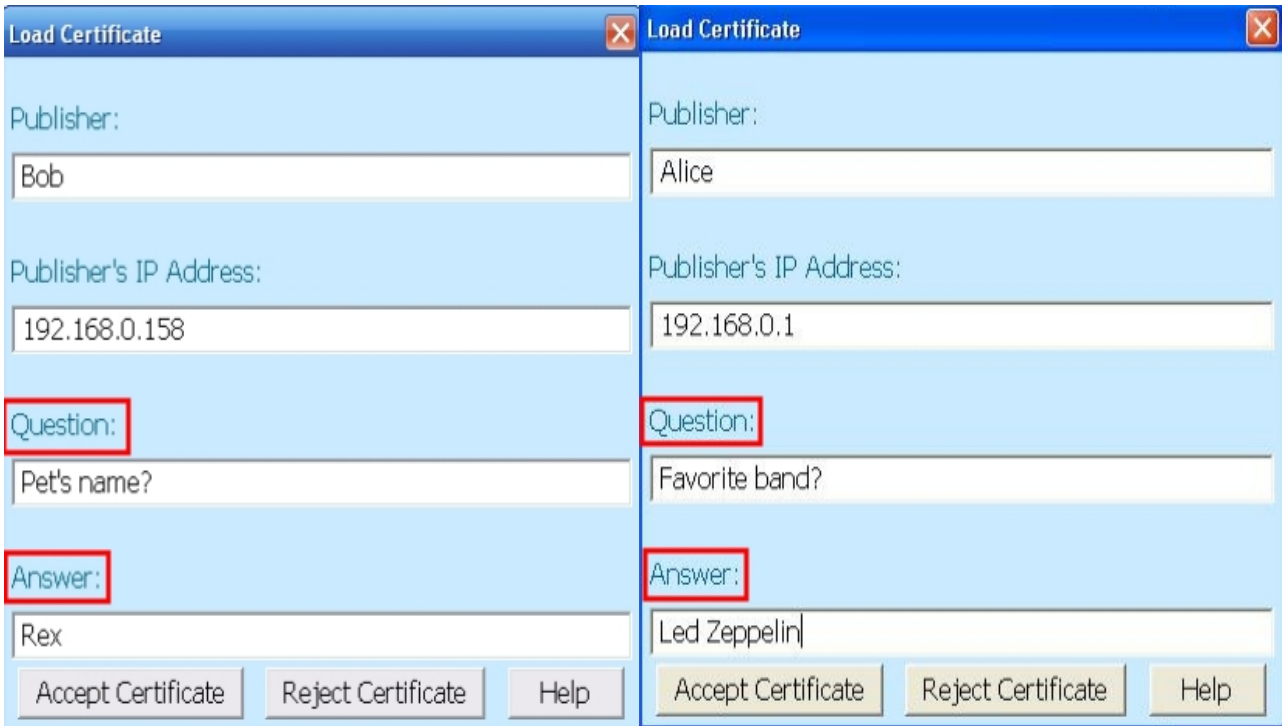 Load Certificate
Publisher:
Bob
Publisher's IP Address:
192.168.0.158
Question:
Pet's name?
Answer:
Rex
Accept Certificate
Reject Certificate
Help
Load Certificate
Publisher:
Alice
Publisher's IP Address:
192.168.0.1
Question:
Favorite band?
Answer:
Led Zeppelin
Accept Certificate
Reject Certificate
Help